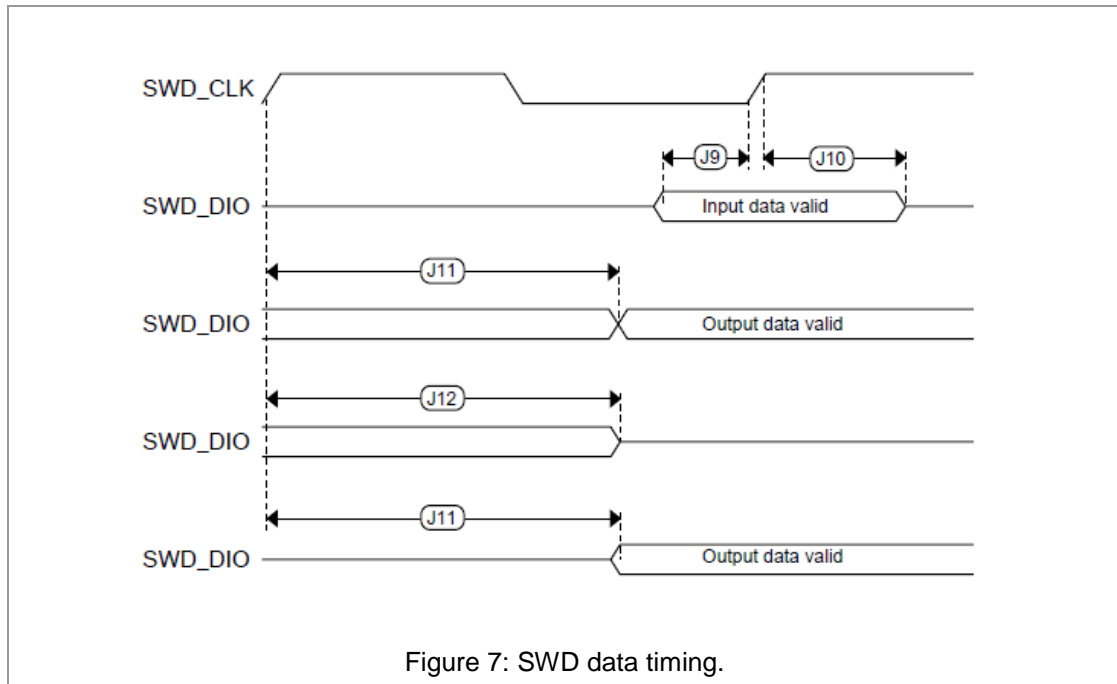 SWD_CLK
J9
J10
SWD_DIO
Input data valid
J11
SWD_DIO
Output data valid
J12
SWD_DIO
J11
SWD_DIO
Output data valid
Figure 7: SWD data timing.